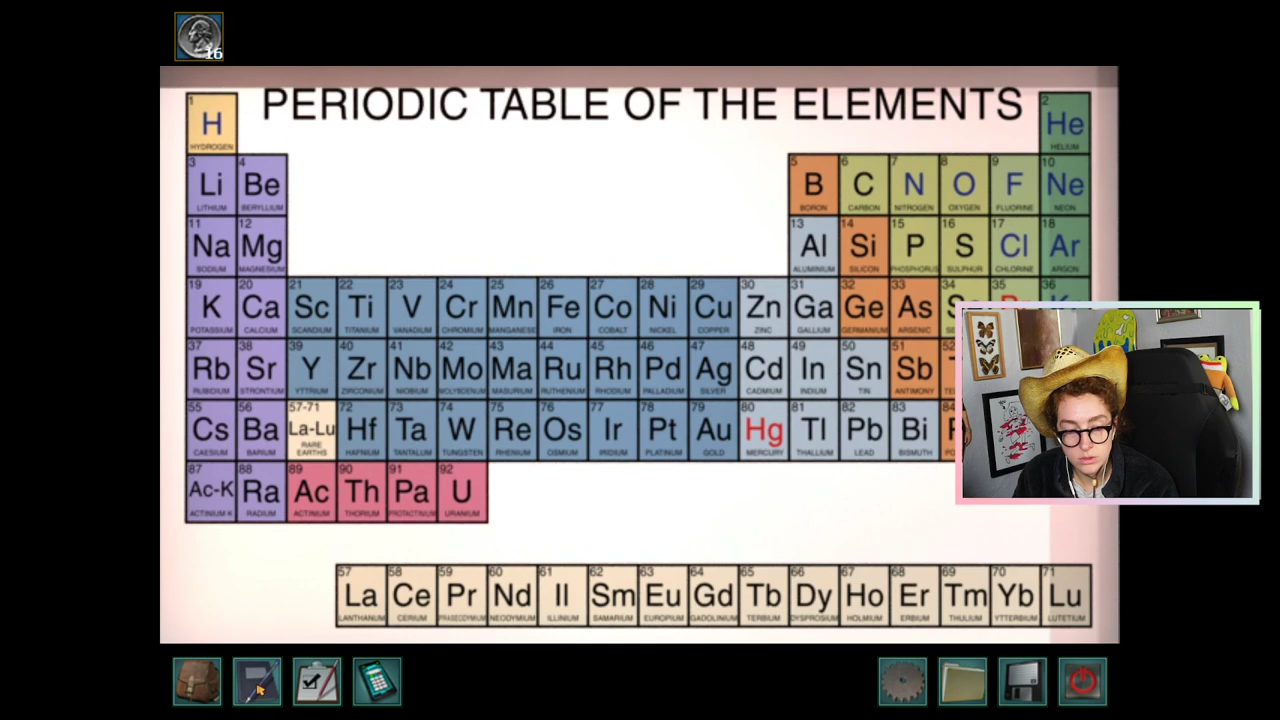 16
PERIODIC TABLE OF THE ELEMENTS
1 2
H He
HYDROGEN HELIUM
3 4 5 6 7 8 9 10
Li Be B C N O F Ne
LITHIUM BERYLLIUM BORON CARBON NITROGEN OXYGEN FLUORINE NEON
11 12 13 14 15 16 17 18
Na Mg Al Si P S Cl Ar
SODIUM MAGNESIUM ALUMINIUM SILICON PHOSPHORUS SULPHUR CHLORINE ARGON
19 20 21 22 23 24 25 26 27 28 29 30 31 32 33 34 35 36
K Ca Sc Ti V Cr Mn Fe Co Ni Cu Zn Ga Ge As
POTASSIUM CALCIUM SCANDIUM TITANIUM VANADIUM CHROMIUM MANGANESE IRON COBALT NICKEL COPPER ZINC GALLIUM GERMANIUM ARSENIC
37 38 39 40 41 42 43 44 45 46 47 48 49 50 51
Rb Sr Y Zr Nb Mo Ma Ru Rh Pd Ag Cd In Sn Sb
RUBIDIUM STRONTIUM YTTRIUM ZIRCONIUM NIOBIUM MOLYBDENUM MASURIUM RUTHENIUM RHODIUM PALLADIUM SILVER CADMIUM INDIUM TIN ANTIMONY
55 56 57-71 72 73 74 75 76 77 78 79 80 81 82 83
Cs Ba La-Lu Hf Ta W Re Os Ir Pt Au Hg Tl Pb Bi
CAESIUM BARIUM RARE EARTHS HAFNIUM TANTALUM TUNGSTEN RHENIUM OSMIUM IRIDIUM PLATINUM GOLD MERCURY THALLIUM LEAD BISMUTH
87 88 89 90 91 92
Ac-K Ra Ac Th Pa U
ACTINIUM K RADIUM ACTINIUM THORIUM PROTACTINIUM URANIUM
57 58 59 60 61 62 63 64 65 66 67 68 69 70 71
La Ce Pr Nd Il Sm Eu Gd Tb Dy Ho Er Tm Yb Lu
LANTHANUM CERIUM PRASEODYMIUM NEODYMIUM ILLINIUM SAMARIUM EUROPIUM GADOLINIUM TERBIUM DYSPROSIUM HOLMIUM ERBIUM THULIUM YTTERBIUM LUTETIUM